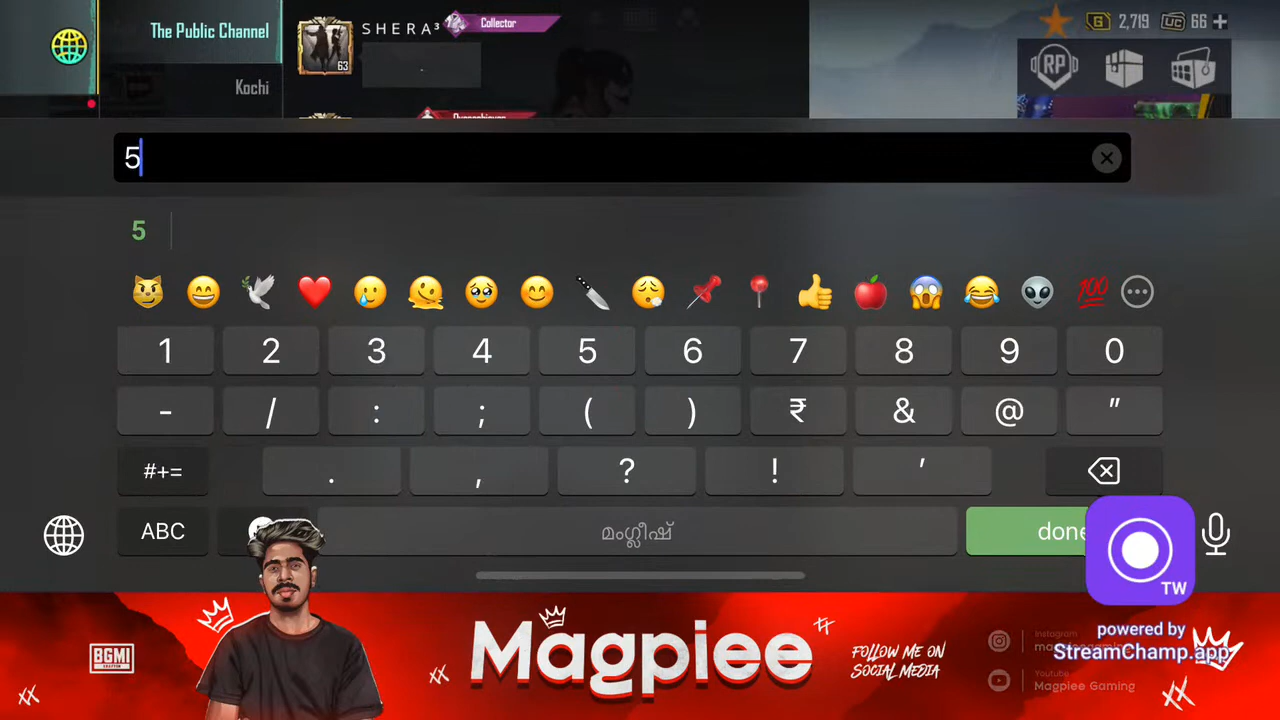 The Public Channel
SHERA³
Collector
63
2,719
UC 66 +
RP
Kochi
5
5
1 2 3 4 5 6 7 8 9 0
- / : ; ( ) ₹ & @ "
#+= . , ? ! '
ABC
മംഗ്ലീഷ്
done
TW
powered by
StreamChamp.app
BGMI
Magpiee
FOLLOW ME ON
SOCIAL MEDIA
Instagram
Youtube
Magpiee Gaming